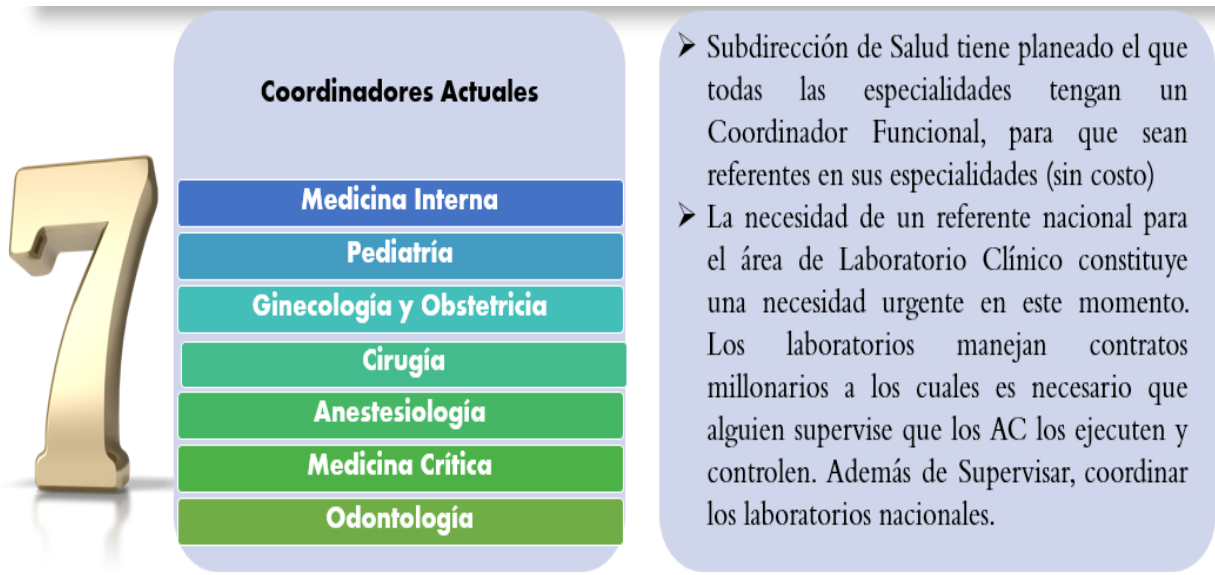 7
Coordinadores Actuales
Medicina Interna
Pediatría
Ginecología y Obstetricia
Cirugía
Anestesiología
Medicina Crítica
Odontología
➢ Subdirección de Salud tiene planeado el que
todas las especialidades tengan un
Coordinador Funcional, para que sean
referentes en sus especialidades (sin costo)
➢ La necesidad de un referente nacional para
el área de Laboratorio Clínico constituye
una necesidad urgente en este momento.
Los laboratorios manejan contratos
millonarios a los cuales es necesario que
alguien supervise que los AC los ejecuten y
controlen. Además de Supervisar, coordinar
los laboratorios nacionales.